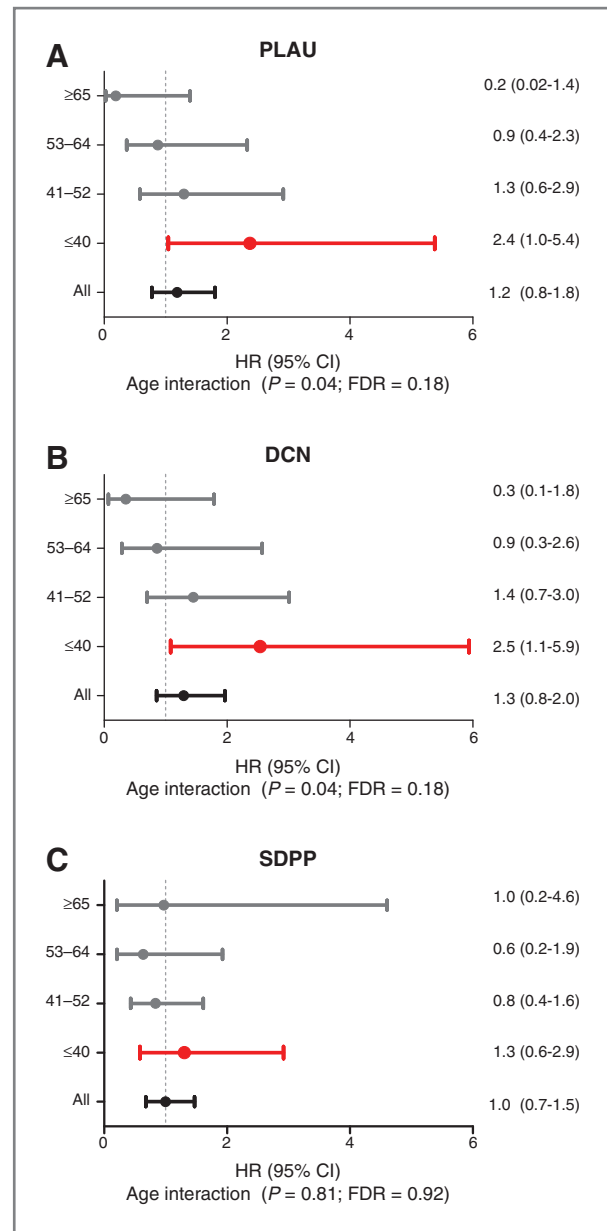 A PLAU
≥65 0.2 (0.02-1.4)
53–64 0.9 (0.4-2.3)
41–52 1.3 (0.6-2.9)
≤40 2.4 (1.0-5.4)
All 1.2 (0.8-1.8)
0 2 4 6
HR (95% CI)
Age interaction (P = 0.04; FDR = 0.18)
B DCN
≥65 0.3 (0.1-1.8)
53–64 0.9 (0.3-2.6)
41–52 1.4 (0.7-3.0)
≤40 2.5 (1.1-5.9)
All 1.3 (0.8-2.0)
0 2 4 6
HR (95% CI)
Age interaction (P = 0.04; FDR = 0.18)
C SDPP
≥65 1.0 (0.2-4.6)
53–64 0.6 (0.2-1.9)
41–52 0.8 (0.4-1.6)
≤40 1.3 (0.6-2.9)
All 1.0 (0.7-1.5)
0 2 4 6
HR (95% CI)
Age interaction (P = 0.81; FDR = 0.92)